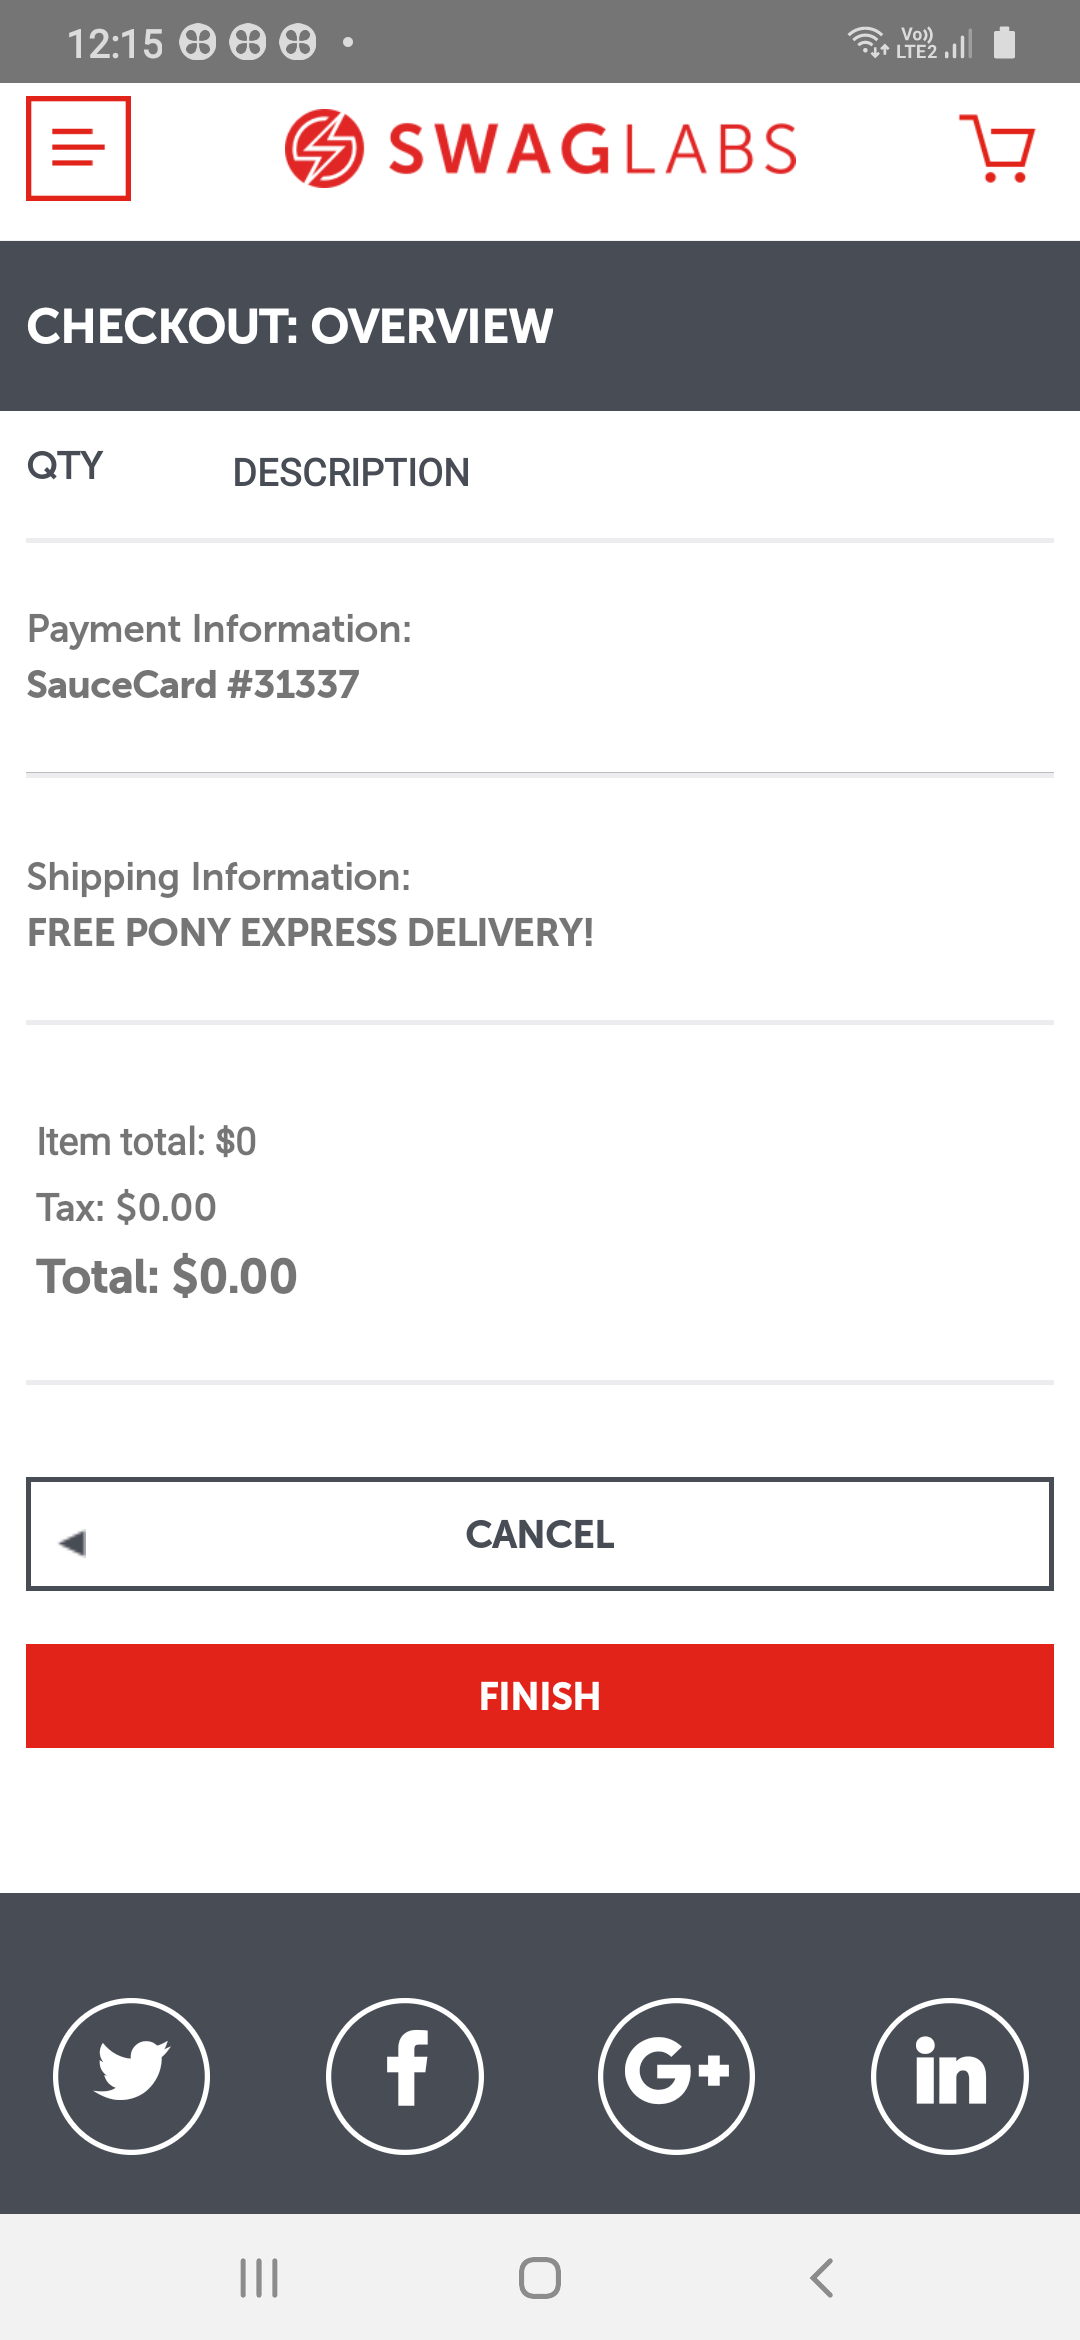 12:15
Vo))
LTE2
SWAGLABS
CHECKOUT: OVERVIEW
QTY DESCRIPTION
Payment Information:
SauceCard #31337
Shipping Information:
FREE PONY EXPRESS DELIVERY!
Item total: $0
Tax: $0.00
Total: $0.00
CANCEL
FINISH
f G+ in